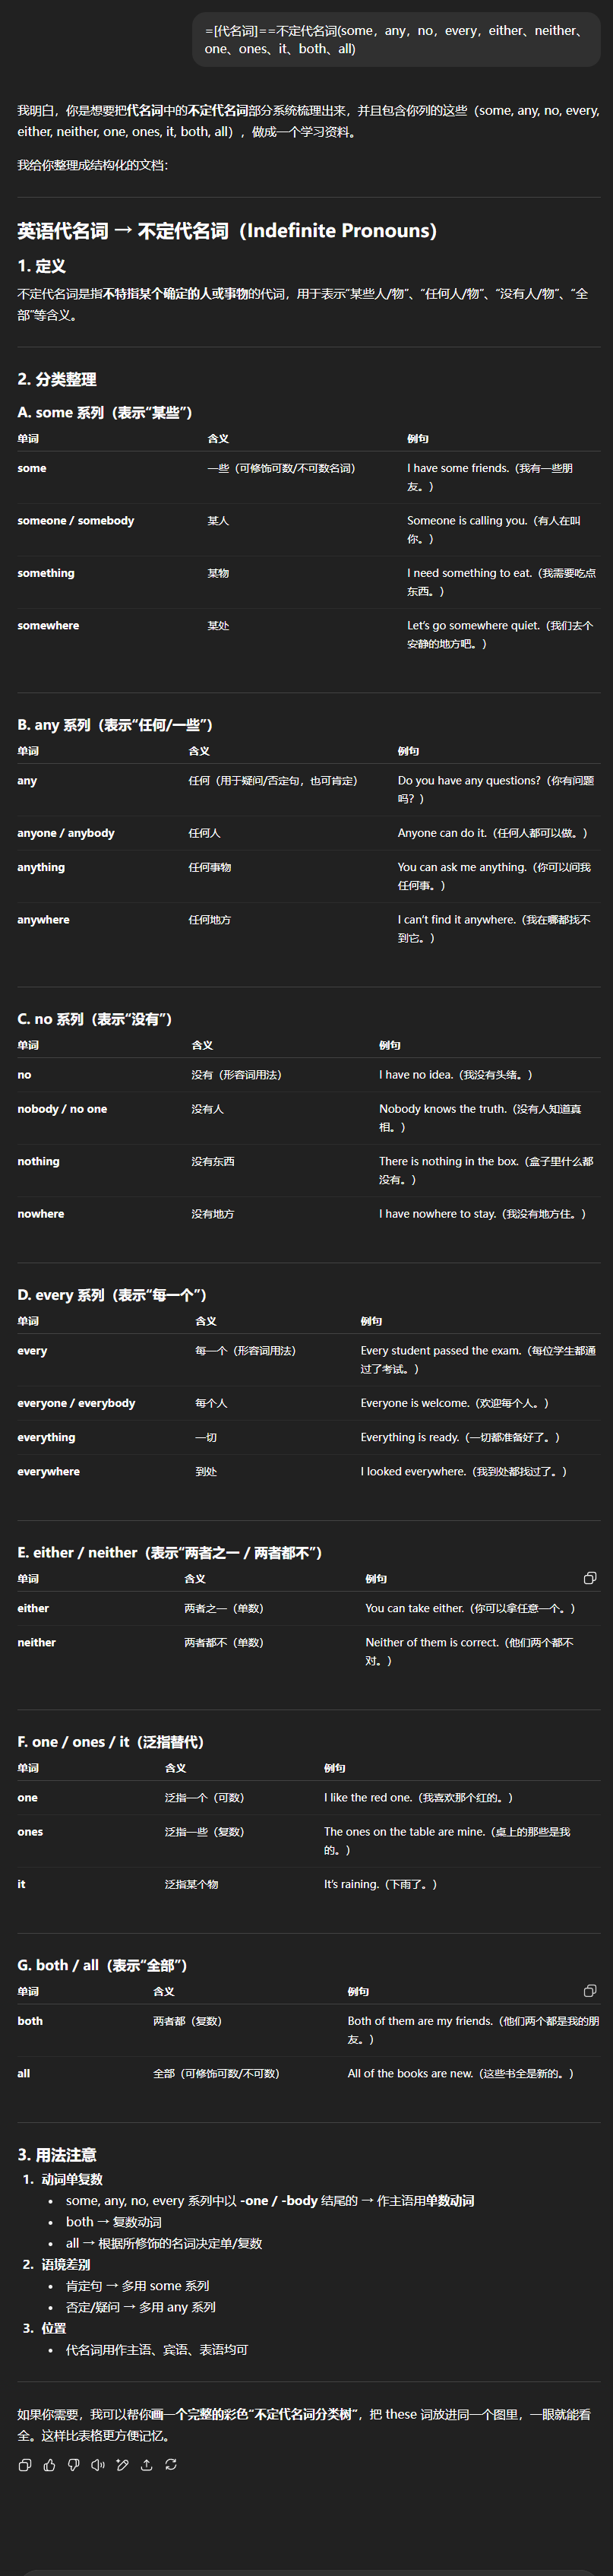 =[代名词]==不定代名词(some，any，no，every，either、neither、
one、ones、it、both、all)
我明白，你是想要把代名词中的不定代名词部分系统梳理出来，并且包含你列的这些（some, any, no, every,
either, neither, one, ones, it, both, all），做成一个学习资料。
我给你整理成结构化的文档：
英语代名词 → 不定代名词（Indefinite Pronouns）
1. 定义
不定代名词是指不特指某个确定的人或事物的代词，用于表示“某些人/物”、“任何人/物”、“没有人/物”、“全
部”等含义。
2. 分类整理
A. some 系列（表示“某些”）
单词 含义 例句
some 一些（可修饰可数/不可数名词） I have some friends.（我有一些朋
友。）
someone / somebody 某人 Someone is calling you.（有人在叫
你。）
something 某物 I need something to eat.（我需要吃点
东西。）
somewhere 某处 Let’s go somewhere quiet.（我们去个
安静的地方吧。）
B. any 系列（表示“任何/一些”）
单词 含义 例句
any 任何（用于疑问/否定句，也可肯定） Do you have any questions?（你有问题
吗？）
anyone / anybody 任何人 Anyone can do it.（任何人都可以做。）
anything 任何事物 You can ask me anything.（你可以问我
任何事。）
anywhere 任何地方 I can’t find it anywhere.（我在哪都找不
到它。）
C. no 系列（表示“没有”）
单词 含义 例句
no 没有（形容词用法） I have no idea.（我没有头绪。）
nobody / no one 没有人 Nobody knows the truth.（没有人知道真
相。）
nothing 没有东西 There is nothing in the box.（盒子里什么都
没有。）
nowhere 没有地方 I have nowhere to stay.（我没有地方住。）
D. every 系列（表示“每一个”）
单词 含义 例句
every 每一个（形容词用法） Every student passed the exam.（每位学生都通
过了考试。）
everyone / everybody 每个人 Everyone is welcome.（欢迎每个人。）
everything 一切 Everything is ready.（一切都准备好了。）
everywhere 到处 I looked everywhere.（我到处都找过了。）
E. either / neither（表示“两者之一 / 两者都不”）
单词 含义 例句
either 两者之一（单数） You can take either.（你可以拿任意一个。）
neither 两者都不（单数） Neither of them is correct.（他们两个都不
对。）
F. one / ones / it（泛指替代）
单词 含义 例句
one 泛指一个（可数） I like the red one.（我喜欢那个红的。）
ones 泛指一些（复数） The ones on the table are mine.（桌上的那些是我
的。）
it 泛指某个物 It’s raining.（下雨了。）
G. both / all（表示“全部”）
单词 含义 例句
both 两者都（复数） Both of them are my friends.（他们两个都是我的朋
友。）
all 全部（可修饰可数/不可数） All of the books are new.（这些书全是新的。）
3. 用法注意
1. 动词单复数
• some, any, no, every 系列中以 -one / -body 结尾的 → 作主语用单数动词
• both → 复数动词
• all → 根据所修饰的名词决定单/复数
2. 语境差别
• 肯定句 → 多用 some 系列
• 否定/疑问 → 多用 any 系列
3. 位置
• 代名词用作主语、宾语、表语均可
如果你需要，我可以帮你画一个完整的彩色“不定代名词分类树”，把 these 词放进同一个图里，一眼就能看
全。这样比表格更方便记忆。